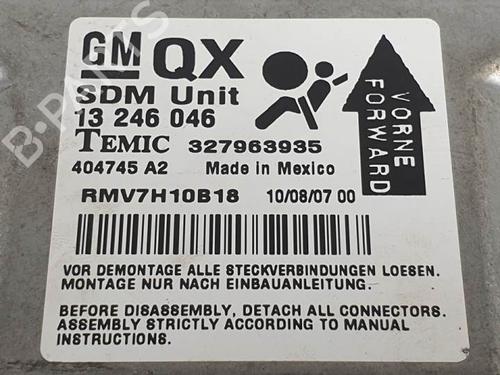 GM QX
SDM Unit
13 246 046
TEMIC 327963935
404745 A2 Made in Mexico
RMV7H10B18 10/08/07 00
VORNE
FORWARD
VOR DEMONTAGE ALLE STECKVERBINDUNGEN LOESEN.
MONTAGE NUR NACH EINBAUANLEITUNG.
BEFORE DISASSEMBLY, DETACH ALL CONNECTORS.
ASSEMBLY STRICTLY ACCORDING TO MANUAL
INSTRUCTIONS.
B-PARTS